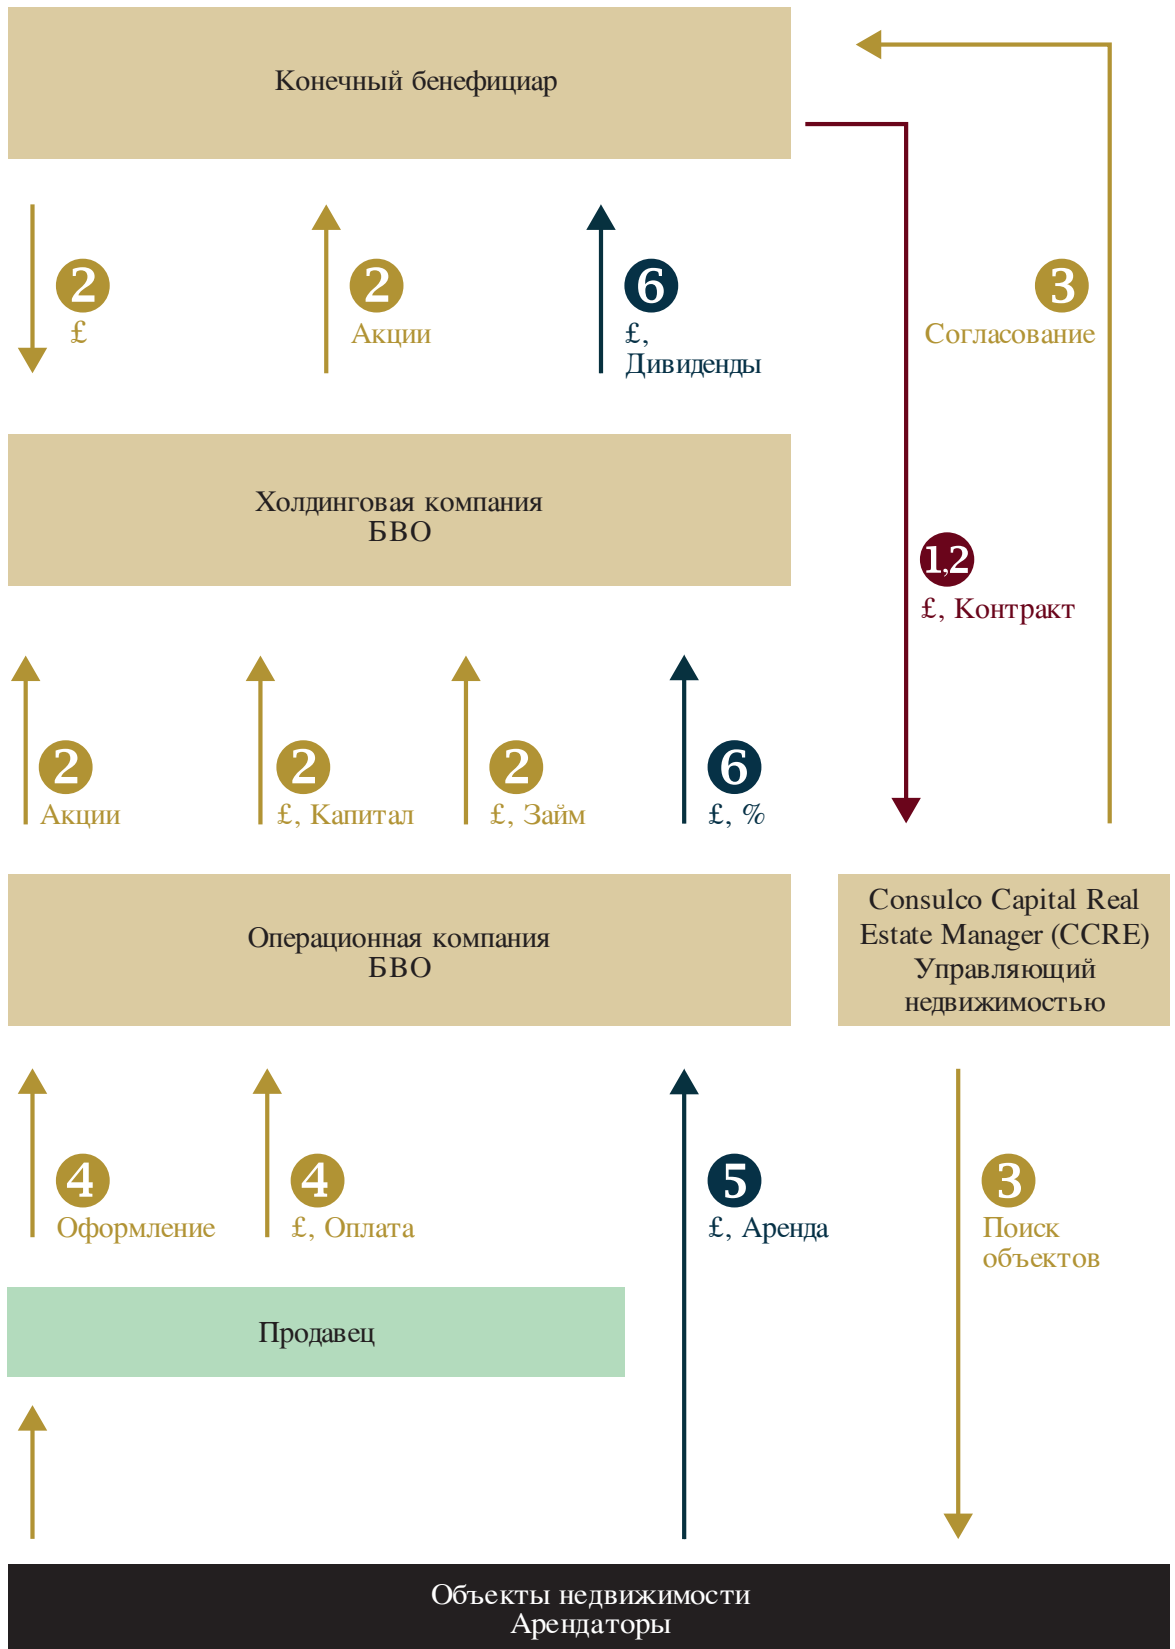 Конечный бенефициар
2
£
2
Акции
6
£,
Дивиденды
3
Согласование
Холдинговая компания
БВО
1,2
£, Контракт
2
Акции
2
£, Капитал
2
£, Займ
6
£, %
Операционная компания
БВО
Consulco Capital Real
Estate Manager (CCRE)
Управляющий
недвижимостью
4
Оформление
4
£, Оплата
5
£, Аренда
3
Поиск
объектов
Продавец
Объекты недвижимости
Арендаторы